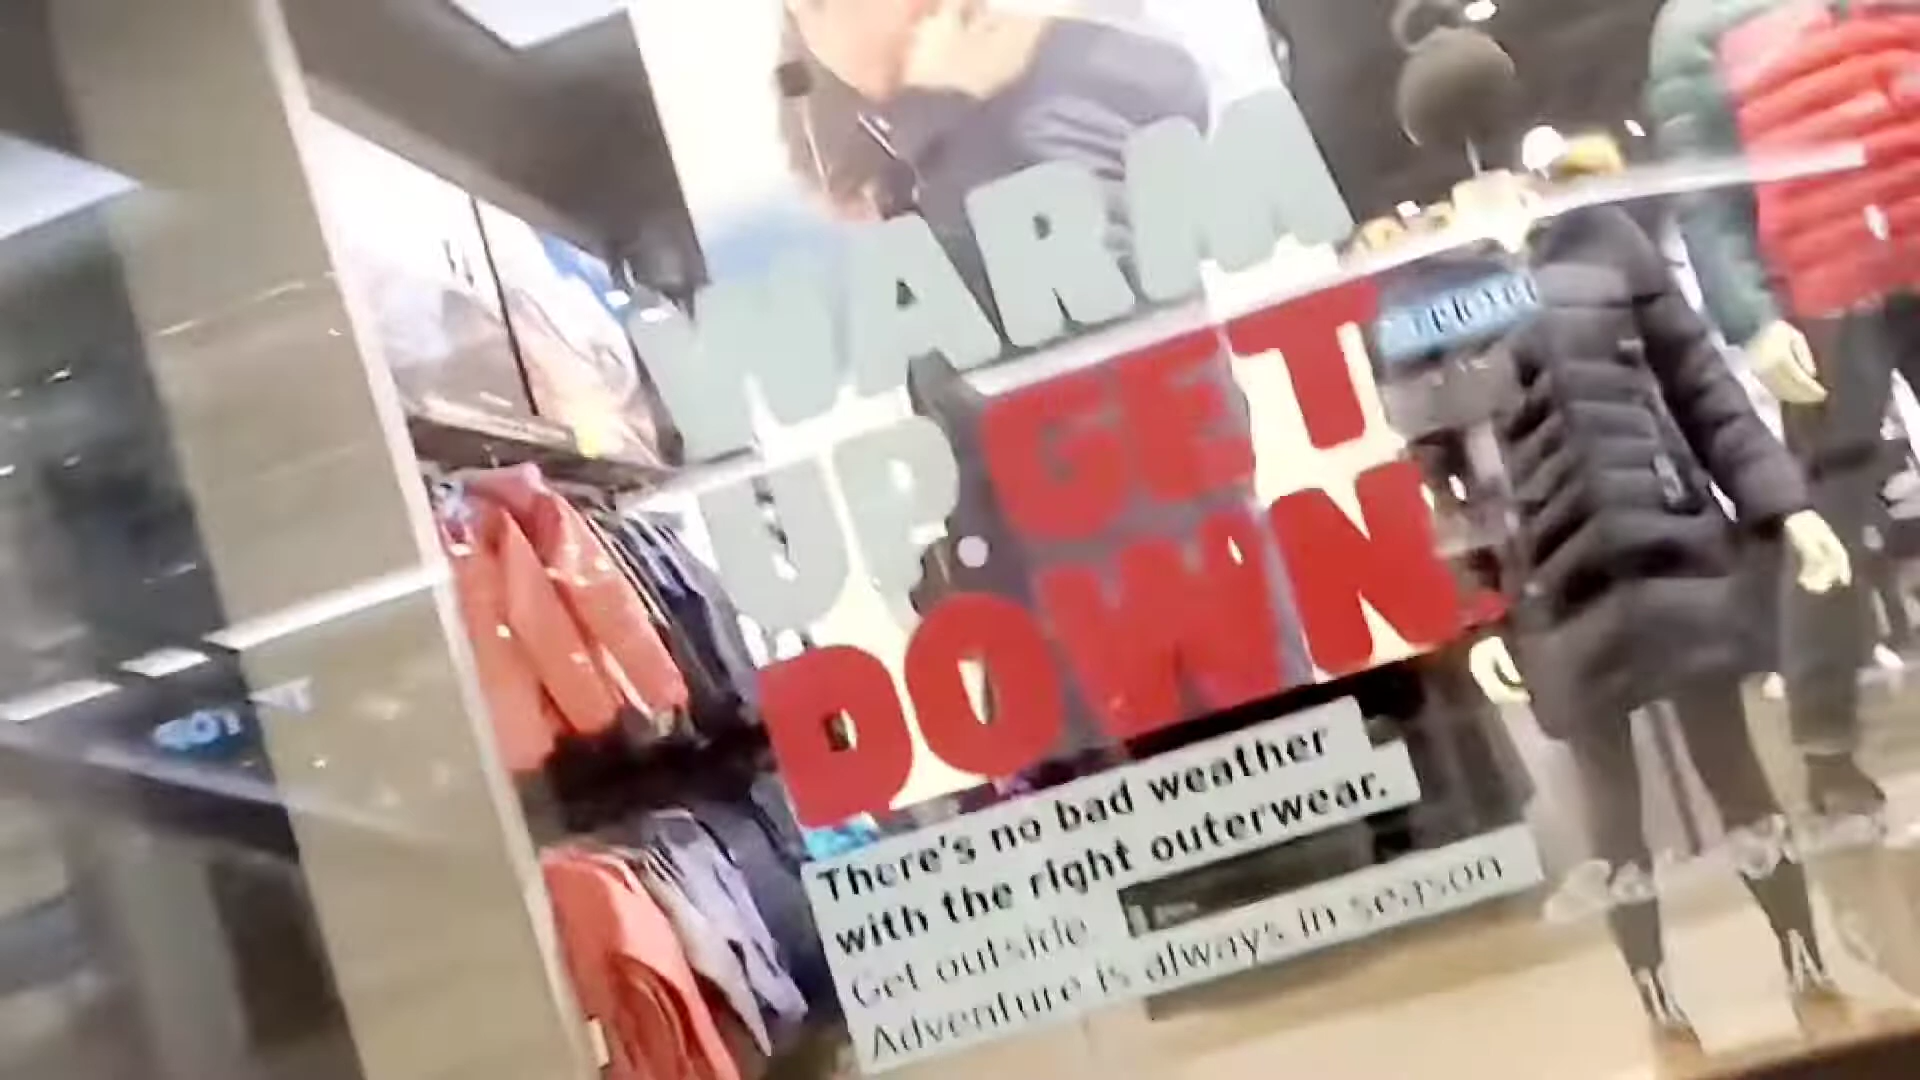 WARM
UP. GET
DOWN
There's no bad weather
with the right outerwear.
Get outside.
Adventure is always in season